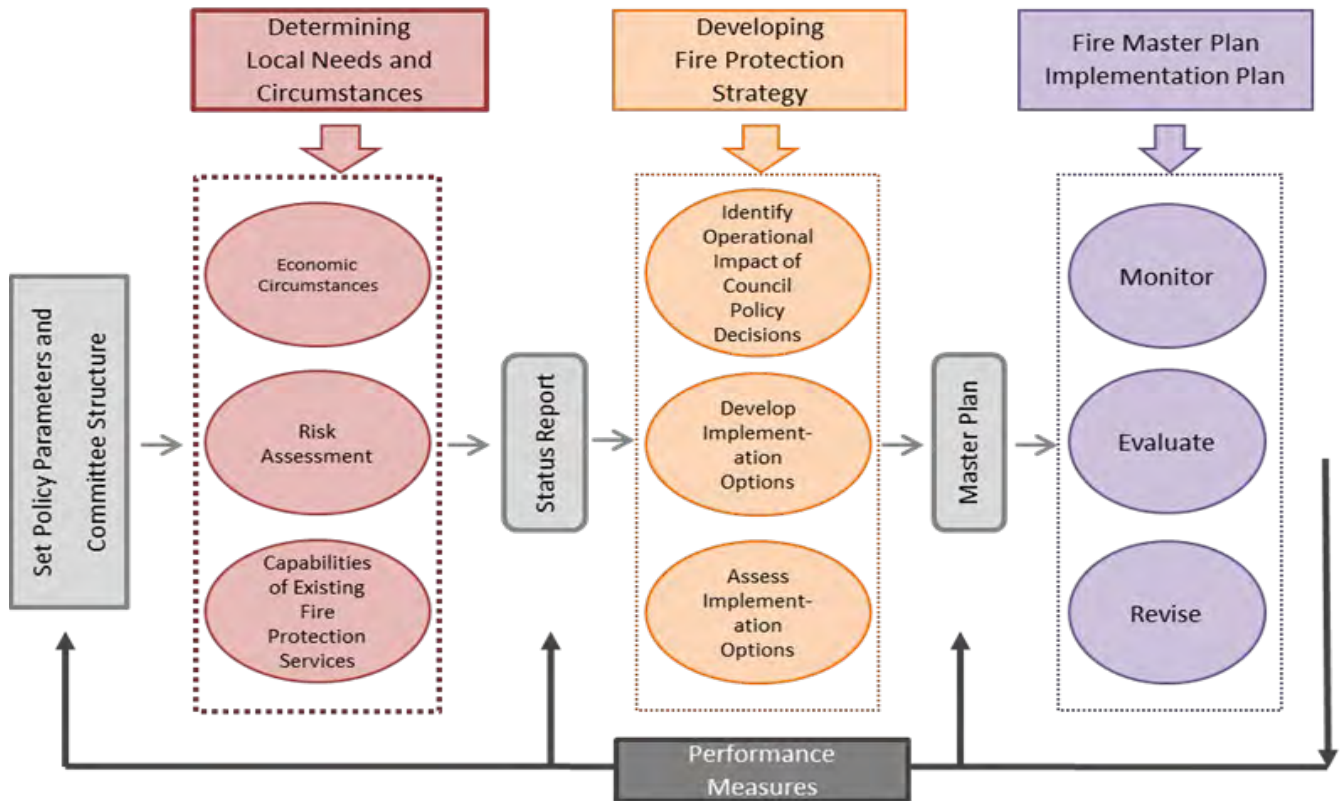 Determining
Local Needs and
Circumstances
Developing
Fire Protection
Strategy
Fire Master Plan
Implementation Plan
Set Policy Parameters and
Committee Structure
Economic
Circumstances
Risk
Assessment
Capabilities
of Existing
Fire
Protection
Services
Status Report
Identify
Operational
Impact of
Council
Policy
Decisions
Develop
Implement-
ation
Options
Assess
Implement-
ation
Options
Master Plan
Monitor
Evaluate
Revise
Performance
Measures